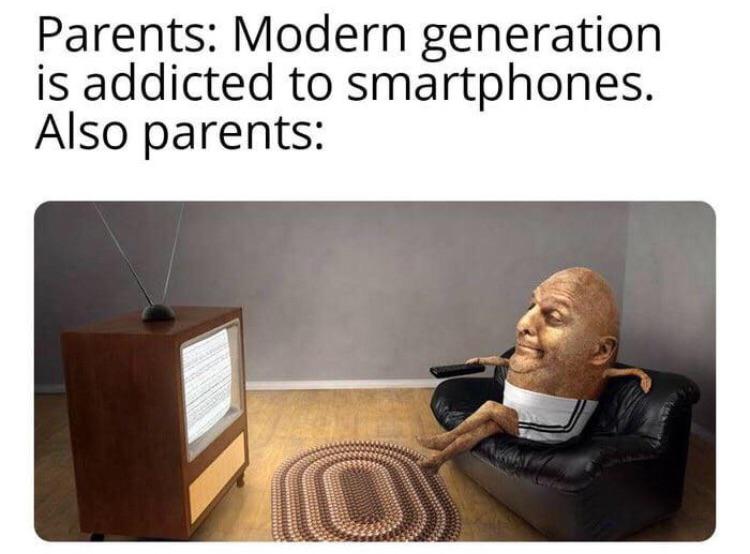 Parents: Modern generation
is addicted to smartphones.
Also parents: